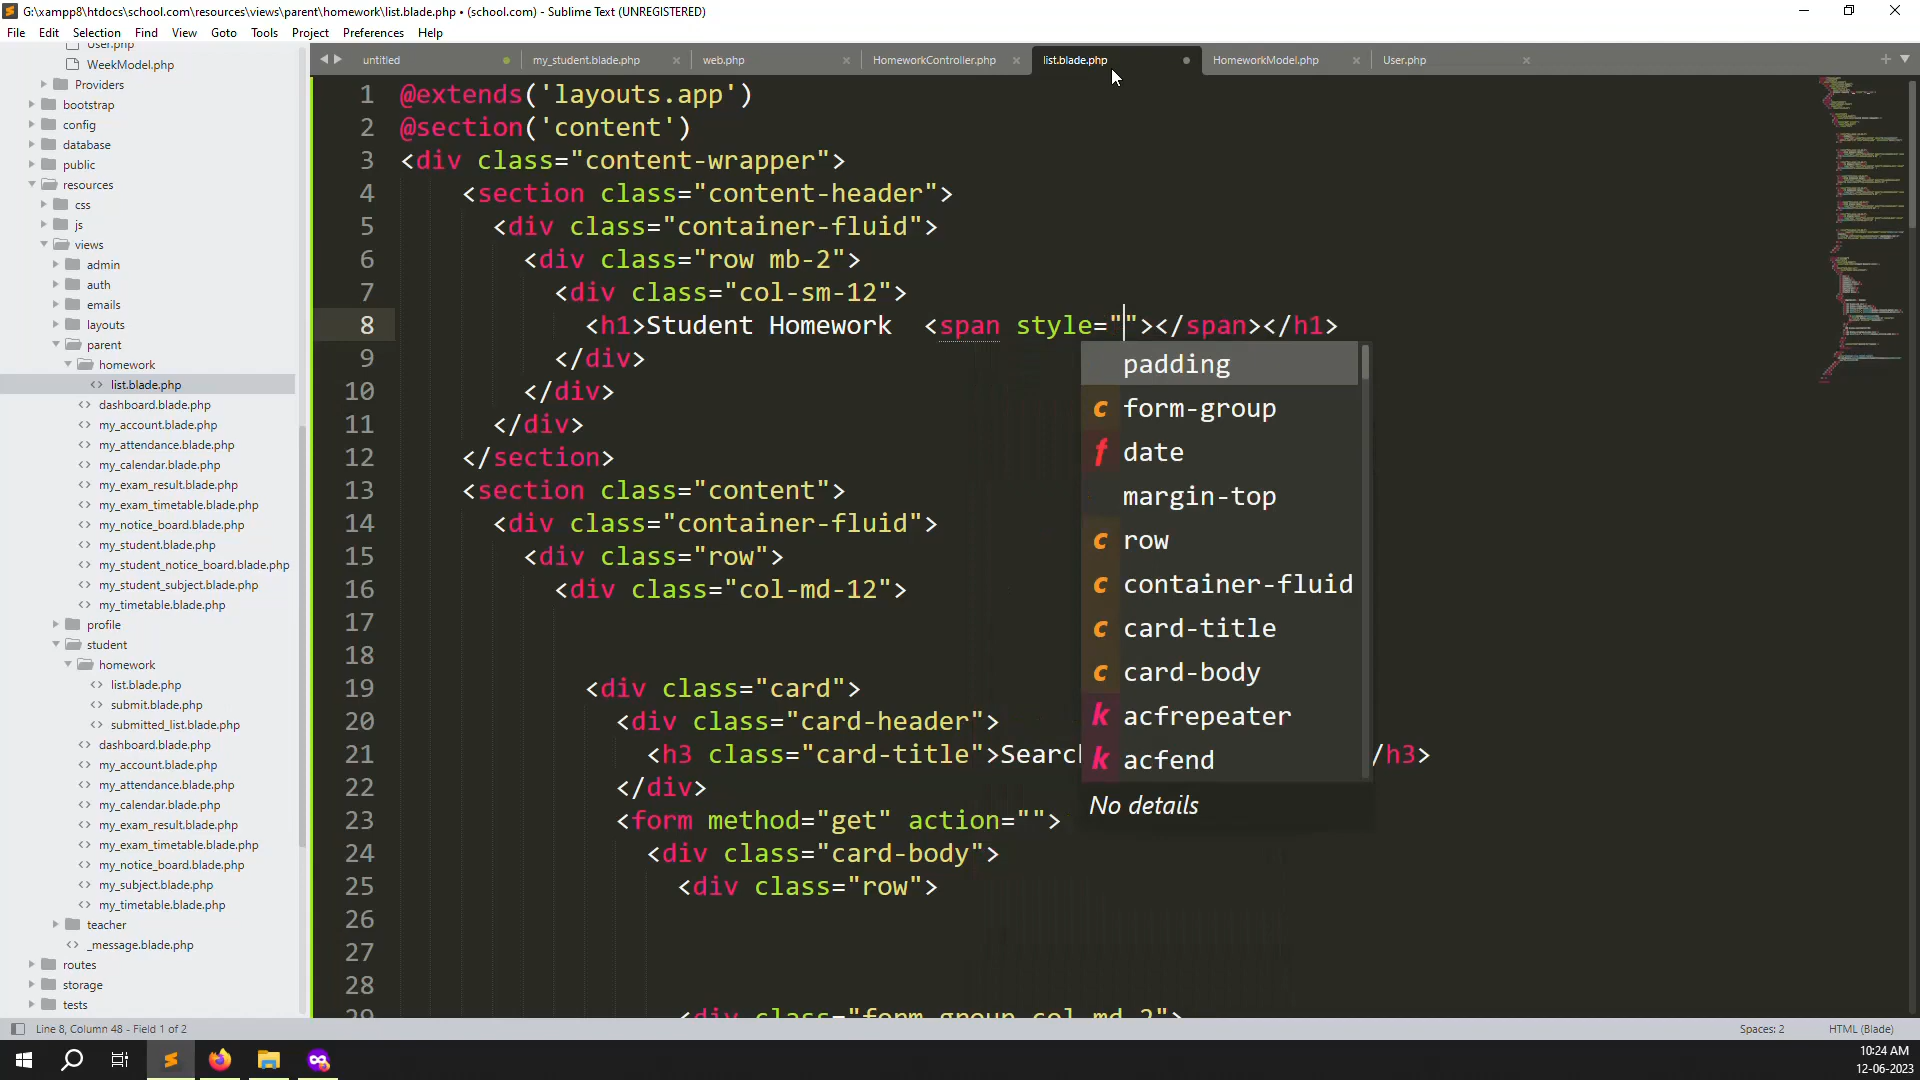 G:\xampp8\htdocs\school.com\resources\views\parent\homework\list.blade.php • (school.com) - Sublime Text (UNREGISTERED)
File Edit Selection Find View Goto Tools Project Preferences Help
User.php
WeekModel.php
Providers
bootstrap
config
database
public
resources
css
js
views
admin
auth
emails
layouts
parent
homework
list.blade.php
dashboard.blade.php
my_account.blade.php
my_attendance.blade.php
my_calendar.blade.php
my_exam_result.blade.php
my_exam_timetable.blade.php
my_notice_board.blade.php
my_student.blade.php
my_student_notice_board.blade.php
my_student_subject.blade.php
my_timetable.blade.php
profile
student
homework
list.blade.php
submit.blade.php
submitted_list.blade.php
dashboard.blade.php
my_account.blade.php
my_attendance.blade.php
my_calendar.blade.php
my_exam_result.blade.php
my_exam_timetable.blade.php
my_notice_board.blade.php
my_subject.blade.php
my_timetable.blade.php
teacher
_message.blade.php
routes
storage
tests
untitled my_student.blade.php web.php HomeworkController.php list.blade.php HomeworkModel.php User.php
1 @extends('layouts.app')
2 @section('content')
3 <div class="content-wrapper">
4 <section class="content-header">
5 <div class="container-fluid">
6 <div class="row mb-2">
7 <div class="col-sm-12">
8 <h1>Student Homework <span style=""></span></h1>
9 </div>
10 </div>
11 </div>
12 </section>
13 <section class="content">
14 <div class="container-fluid">
15 <div class="row">
16 <div class="col-md-12">
17
18
19 <div class="card">
20 <div class="card-header">
21 <h3 class="card-title">Search /h3>
22 </div>
23 <form method="get" action="">
24 <div class="card-body">
25 <div class="row">
26
27
28
29 <div class="form-group col-md-2">
padding
c form-group
f date
margin-top
c row
c container-fluid
c card-title
c card-body
k acfrepeater
k acfend
No details
Line 8, Column 48 - Field 1 of 2
Spaces: 2
HTML (Blade)
10:24 AM
12-06-2023